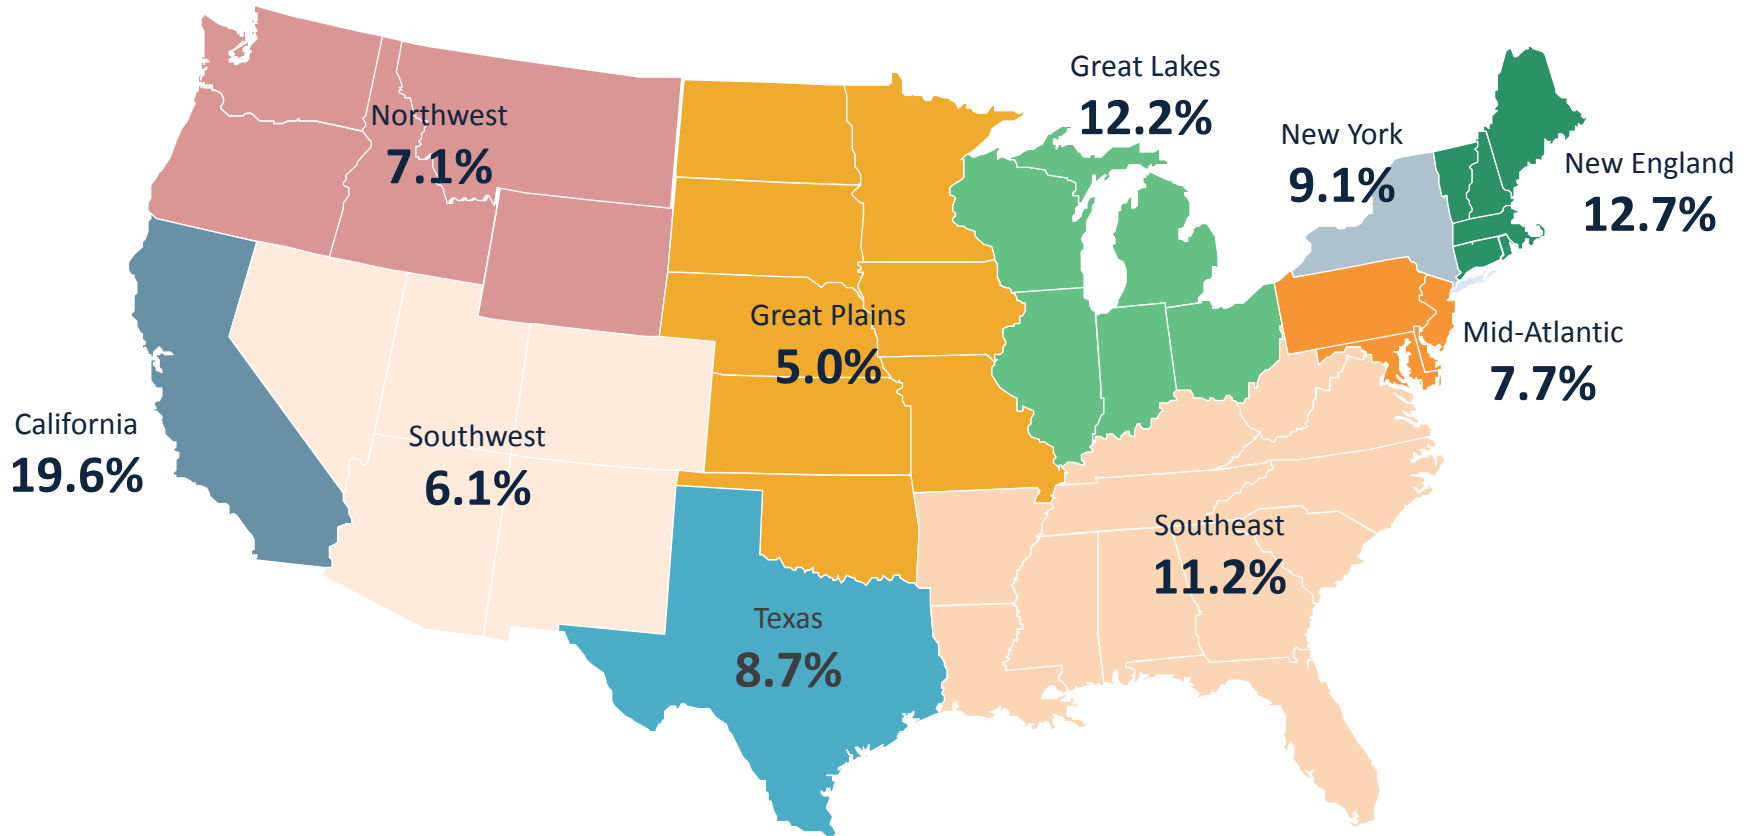 Great Lakes
12.2%
Northwest
7.1%
New York
9.1%
New England
12.7%
Great Plains
5.0%
Mid-Atlantic
7.7%
California
19.6%
Southwest
6.1%
Southeast
11.2%
Texas
8.7%